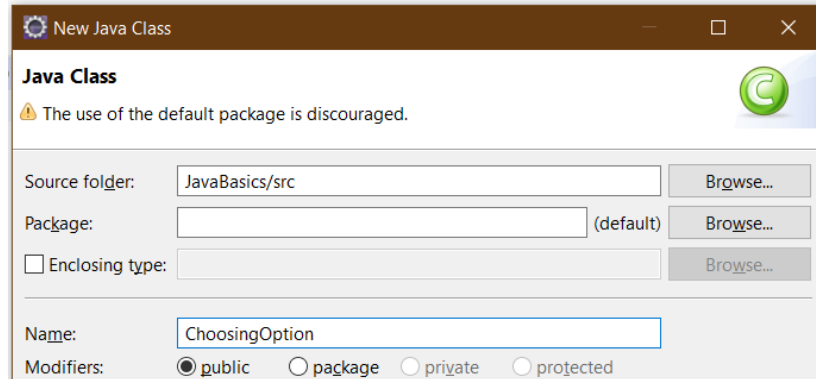 New Java Class
Java Class
The use of the default package is discouraged.
Source folder: JavaBasics/src Browse...
Package: (default) Browse...
Enclosing type: Browse...
Name: ChoosingOption
Modifiers: public package private protected